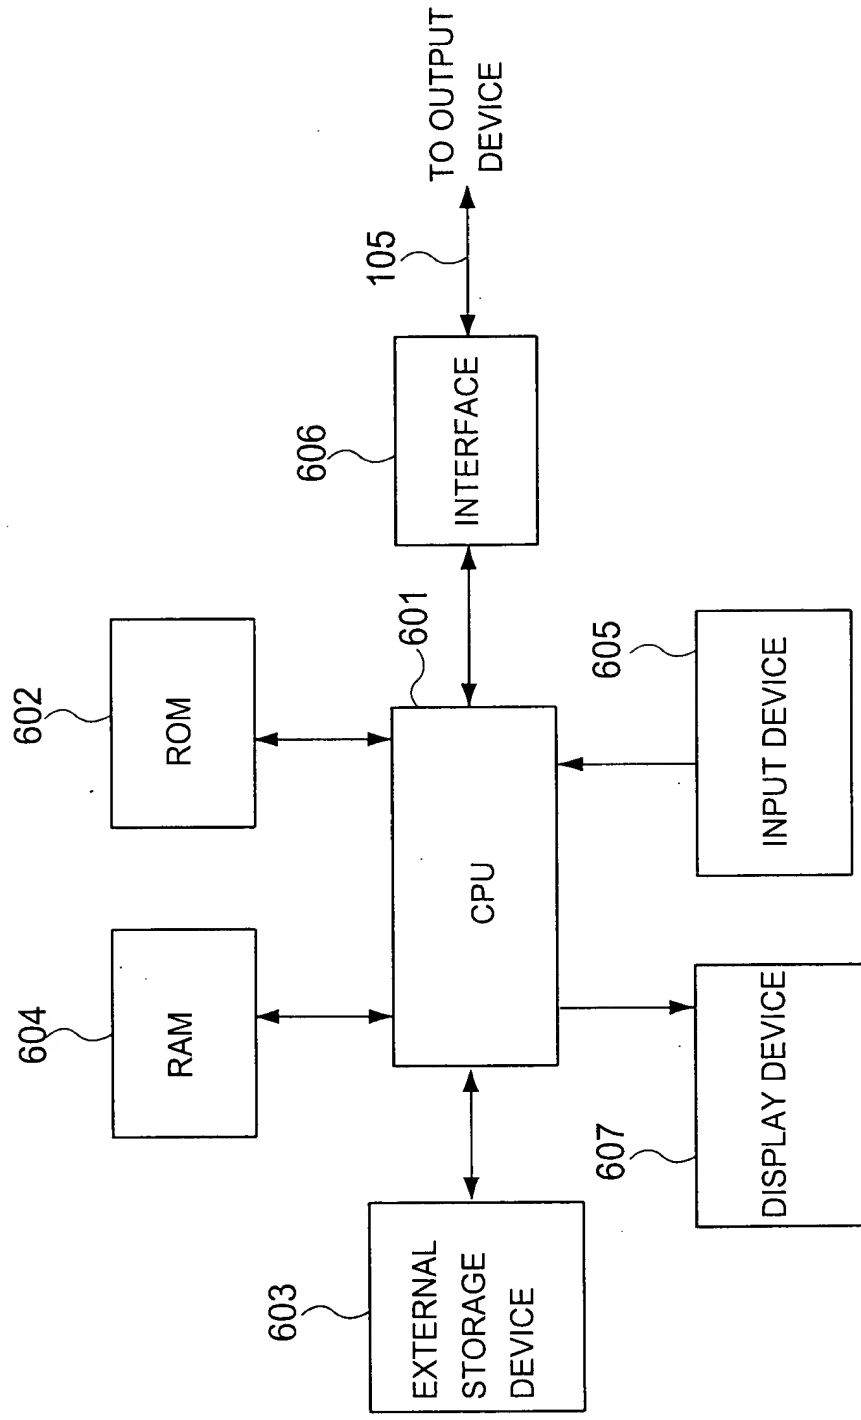 604
RAM
602
ROM
603
EXTERNAL
STORAGE
DEVICE
CPU
601
606
INTERFACE
105
TO OUTPUT
DEVICE
607
DISPLAY DEVICE
605
INPUT DEVICE